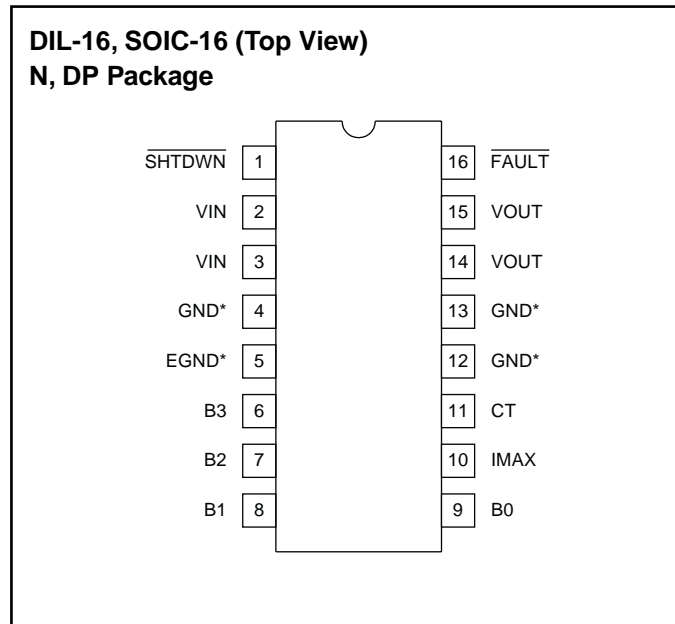 DIL-16, SOIC-16 (Top View)
N, DP Package
SHTDWN 1 16 FAULT
VIN 2 15 VOUT
VIN 3 14 VOUT
GND* 4 13 GND*
EGND* 5 12 GND*
B3 6 11 CT
B2 7 10 IMAX
B1 8 9 B0